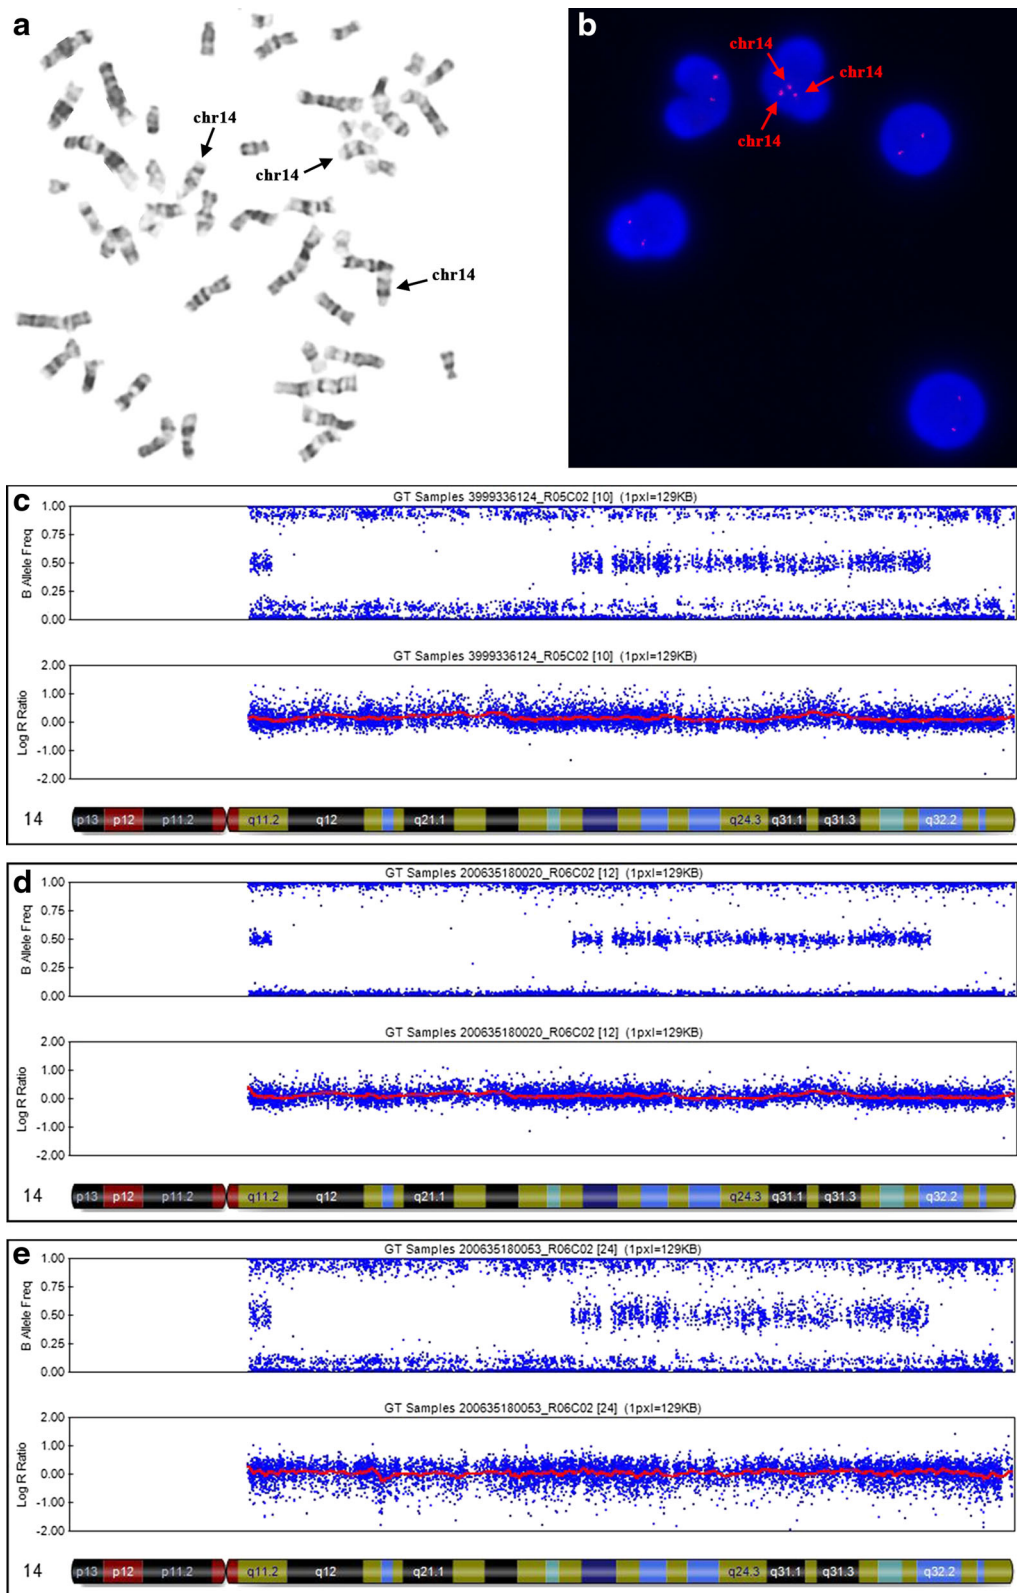 a
chr14
chr14
chr14
b
chr14
chr14
chr14
c
GT Samples 3999336124_R05C02 [10] (1pxl=129KB)
B Allele Freq
1.00
0.75
0.50
0.25
0.00
GT Samples 3999336124_R05C02 [10] (1pxl=129KB)
Log R Ratio
2.00
1.00
0.00
-1.00
-2.00
14 p13 p12 p11.2 q11.2 q12 q21.1 q24.3 q31.1 q31.3 q32.2
d
GT Samples 200635180020_R06C02 [12] (1pxl=129KB)
B Allele Freq
1.00
0.75
0.50
0.25
0.00
GT Samples 200635180020_R06C02 [12] (1pxl=129KB)
Log R Ratio
2.00
1.00
0.00
-1.00
-2.00
14 p13 p12 p11.2 q11.2 q12 q21.1 q24.3 q31.1 q31.3 q32.2
e
GT Samples 200635180053_R06C02 [24] (1pxl=129KB)
B Allele Freq
1.00
0.75
0.50
0.25
0.00
GT Samples 200635180053_R06C02 [24] (1pxl=129KB)
Log R Ratio
2.00
1.00
0.00
-1.00
-2.00
14 p13 p12 p11.2 q11.2 q12 q21.1 q24.3 q31.1 q31.3 q32.2